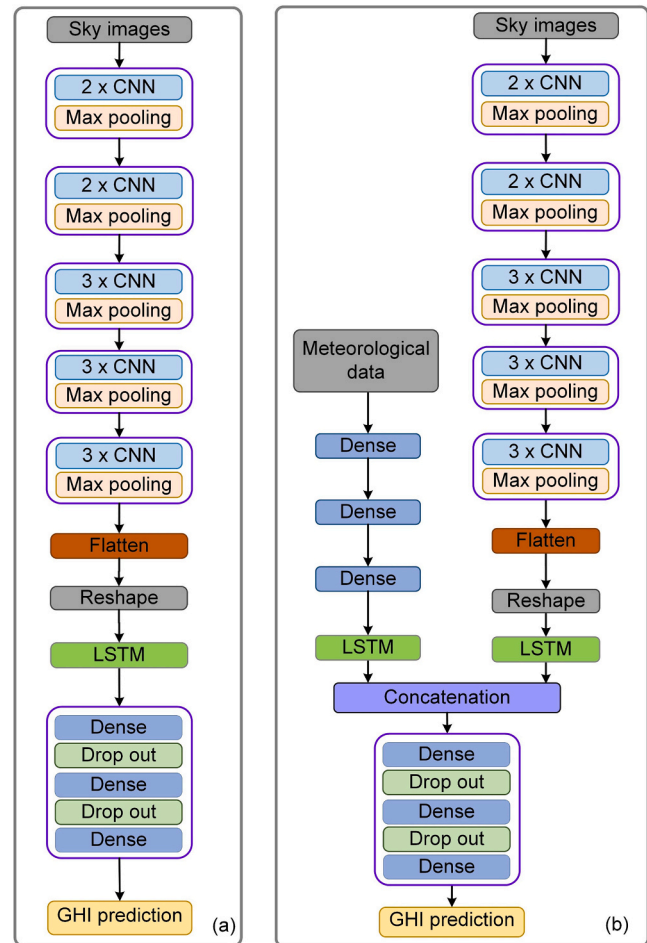 Sky images
2 x CNN
Max pooling
2 x CNN
Max pooling
3 x CNN
Max pooling
3 x CNN
Max pooling
3 x CNN
Max pooling
Flatten
Reshape
LSTM
Dense
Drop out
Dense
Drop out
Dense
GHI prediction
(a)
Sky images
2 x CNN
Max pooling
2 x CNN
Max pooling
3 x CNN
Max pooling
3 x CNN
Max pooling
3 x CNN
Max pooling
Flatten
Reshape
LSTM
Meteorological
data
Dense
Dense
Dense
LSTM
Concatenation
Dense
Drop out
Dense
Drop out
Dense
GHI prediction
(b)